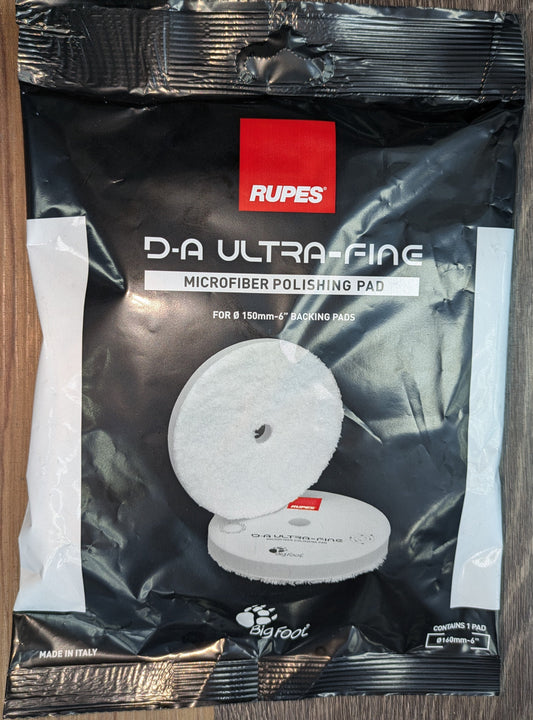 RUPES®
D-A ULTRA-FINE
MICROFIBER POLISHING PAD
FOR Ø 150mm-6" BACKING PADS
RUPES
D-A ULTRA-FINE
BigFoot
BigFoot
MADE IN ITALY
CONTAINS 1 PAD
Ø160mm-6"